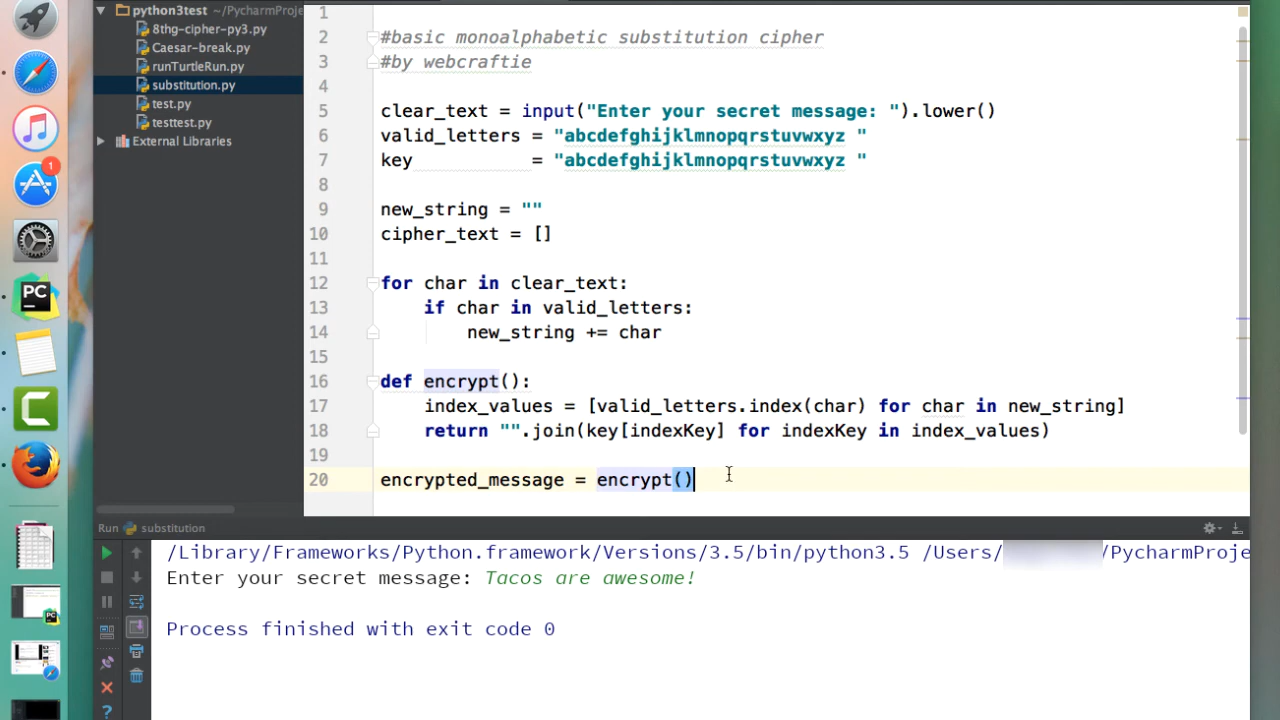 python3test ~/PycharmProje
8thg-cipher-py3.py
Caesar-break.py
runTurtleRun.py
substitution.py
test.py
testtest.py
External Libraries
1
PC
1
2 #basic monoalphabetic substitution cipher
3 #by webcraftie
4
5 clear_text = input("Enter your secret message: ").lower()
6 valid_letters = "abcdefghijklmnopqrstuvwxyz "
7 key = "abcdefghijklmnopqrstuvwxyz "
8
9 new_string = ""
10 cipher_text = []
11
12 for char in clear_text:
13 if char in valid_letters:
14 new_string += char
15
16 def encrypt():
17 index_values = [valid_letters.index(char) for char in new_string]
18 return "".join(key[indexKey] for indexKey in index_values)
19
20 encrypted_message = encrypt()
Run substitution
/Library/Frameworks/Python.framework/Versions/3.5/bin/python3.5 /Users/ /PycharmProje
Enter your secret message: Tacos are awesome!
Process finished with exit code 0